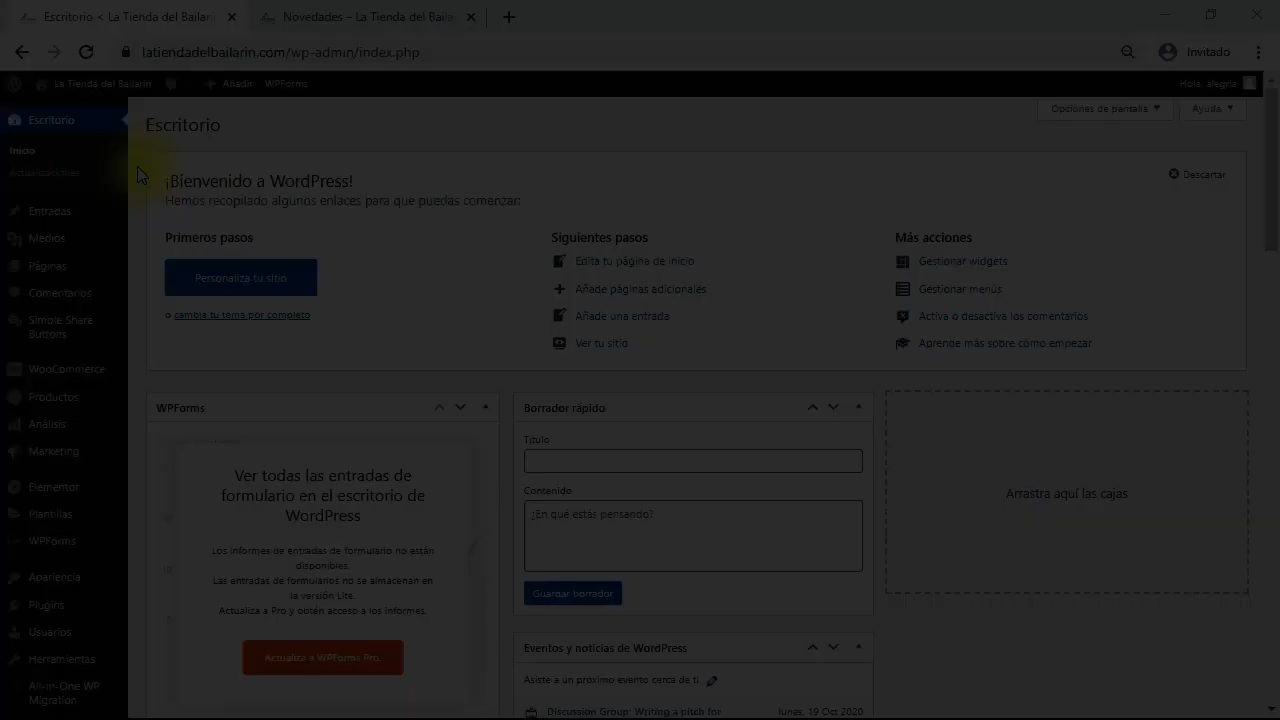 Escritorio < La Tienda del Bailarí
Novedades – La Tienda del Baila
latiendadelbailarin.com/wp-admin/index.php
Invitado
La Tienda del Bailarín
Añadir
WPForms
Hola, alegria
Escritorio
Inicio
Actualizaciones
Entradas
Medios
Páginas
Comentarios
Simple Share
Buttons
WooCommerce
Productos
Análisis
Marketing
Elementor
Plantillas
WPForms
Apariencia
Plugins
Usuarios
Herramientas
All-in-One WP
Migration
Opciones de pantalla
Ayuda
Escritorio
¡Bienvenido a WordPress!
Hemos recopilado algunos enlaces para que puedas comenzar:
Descartar
Primeros pasos
Personaliza tu sitio
o cambia tu tema por completo
Siguientes pasos
Edita tu página de inicio
Añade páginas adicionales
Añade una entrada
Ver tu sitio
Más acciones
Gestionar widgets
Gestionar menús
Activa o desactiva los comentarios
Aprende más sobre cómo empezar
WPForms
Ver todas las entradas de
formulario en el escritorio de
WordPress
Los informes de entradas de formulario no están
disponibles.
Las entradas de formularios no se almacenan en
la versión Lite.
Actualiza a Pro y obtén acceso a los informes.
Actualiza a WPForms Pro
Borrador rápido
Título
Contenido
¿En qué estás pensando?
Guardar borrador
Eventos y noticias de WordPress
Asiste a un próximo evento cerca de ti.
Discussion Group: Writing a pitch for
lunes, 19 Oct 2020
Arrastra aquí las cajas